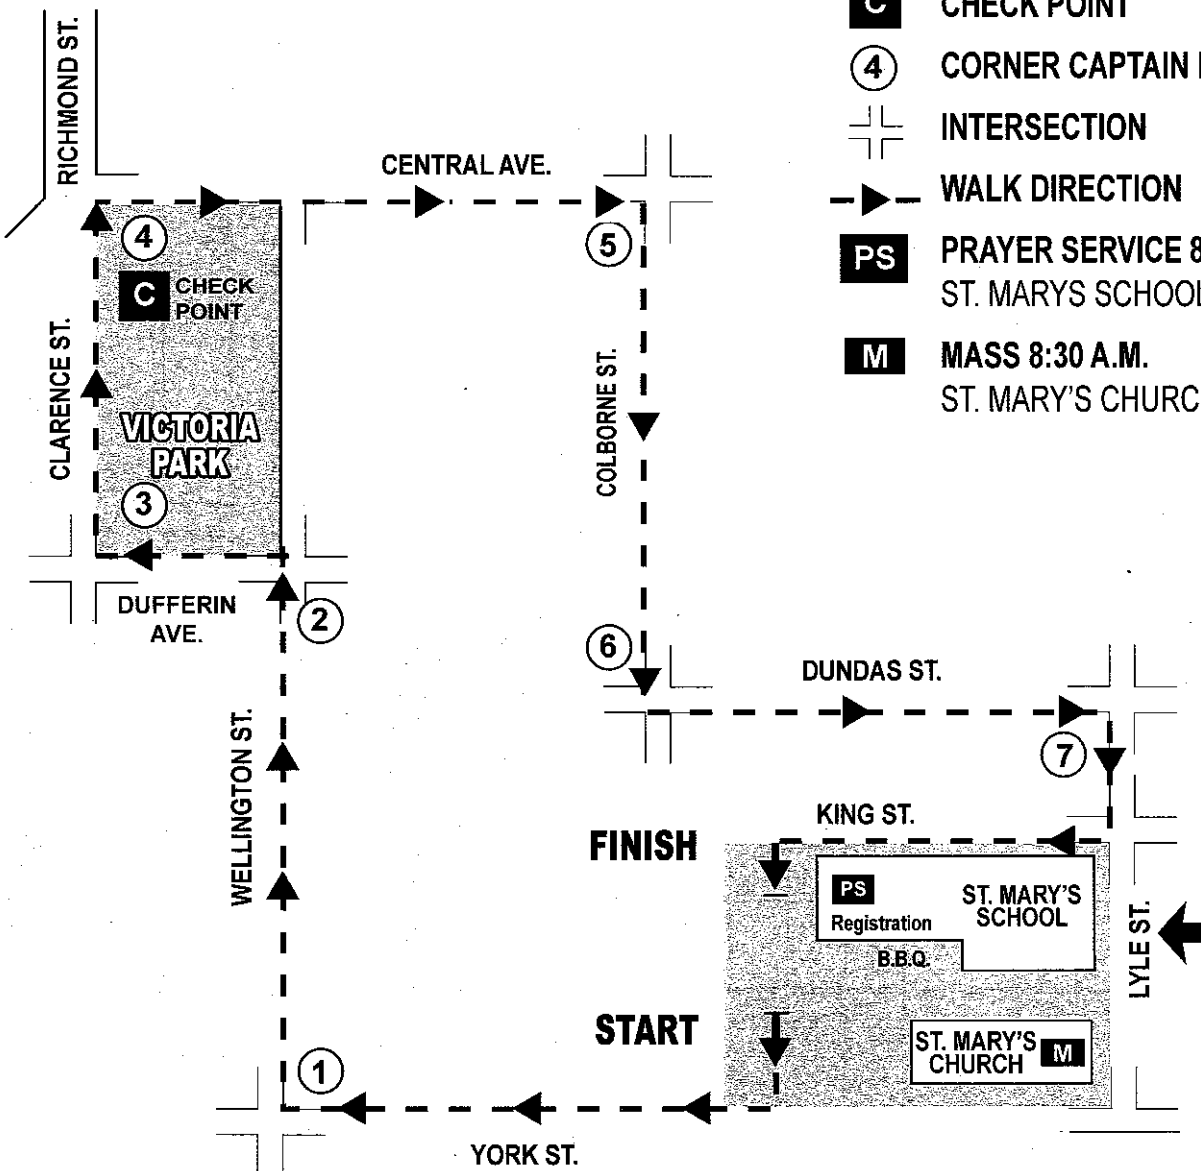 C CHECK POINT
4 CORNER CAPTAIN
INTERSECTION
WALK DIRECTION
PS PRAYER SERVICE 8
ST. MARYS SCHOOL
M MASS 8:30 A.M.
ST. MARY'S CHURC
RICHMOND ST.
CENTRAL AVE.
4
5
C CHECK
POINT
CLARENCE ST.
VICTORIA
PARK
COLBORNE ST.
3
DUFFERIN
AVE.
2
6
DUNDAS ST.
WELLINGTON ST.
7
KING ST.
FINISH
PS
Registration
ST. MARY'S
SCHOOL
B.B.Q.
LYLE ST.
START
ST. MARY'S
CHURCH M
1
YORK ST.